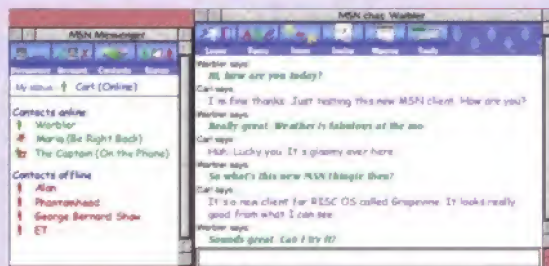 MSN Messenger
My status: Carl (Online)
Contacts online
Warbler
Maria (Be Right Back)
The Captain (On the Phone)
Contacts offline
Alan
Phantomhead
George Bernard Shaw
ET
MSN chat: Warbler
Warbler says:
Hi, how are you today?
Carl says:
I'm fine thanks. Just testing this new MSN client. How are you?
Warbler says:
Really great. Weather is fabulous at the mo.
Carl says:
Huh. Lucky you. It's gloomy over here.
Warbler says:
So what's this new MSN thingie then?
Carl says:
It's a new client for RISC OS called Grapevine. It looks really
good from what I can see.
Warbler says:
Sounds great. Can I try it?